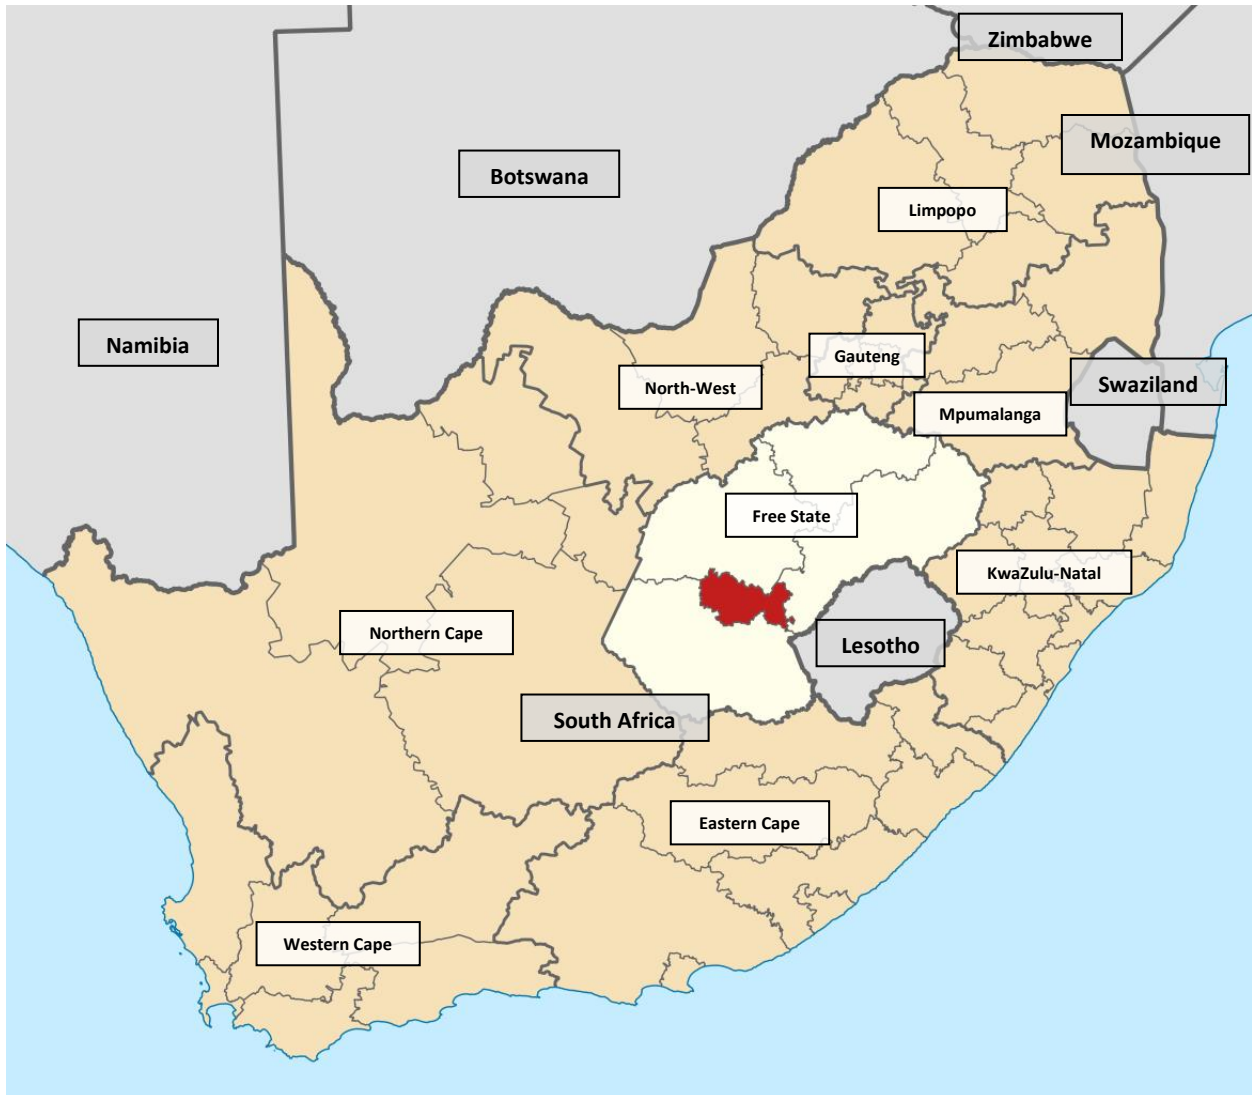 Zimbabwe
Mozambique
Botswana
Limpopo
Namibia
Gauteng
North-West
Swaziland
Mpumalanga
Free State
KwaZulu-Natal
Northern Cape
Lesotho
South Africa
Eastern Cape
Western Cape